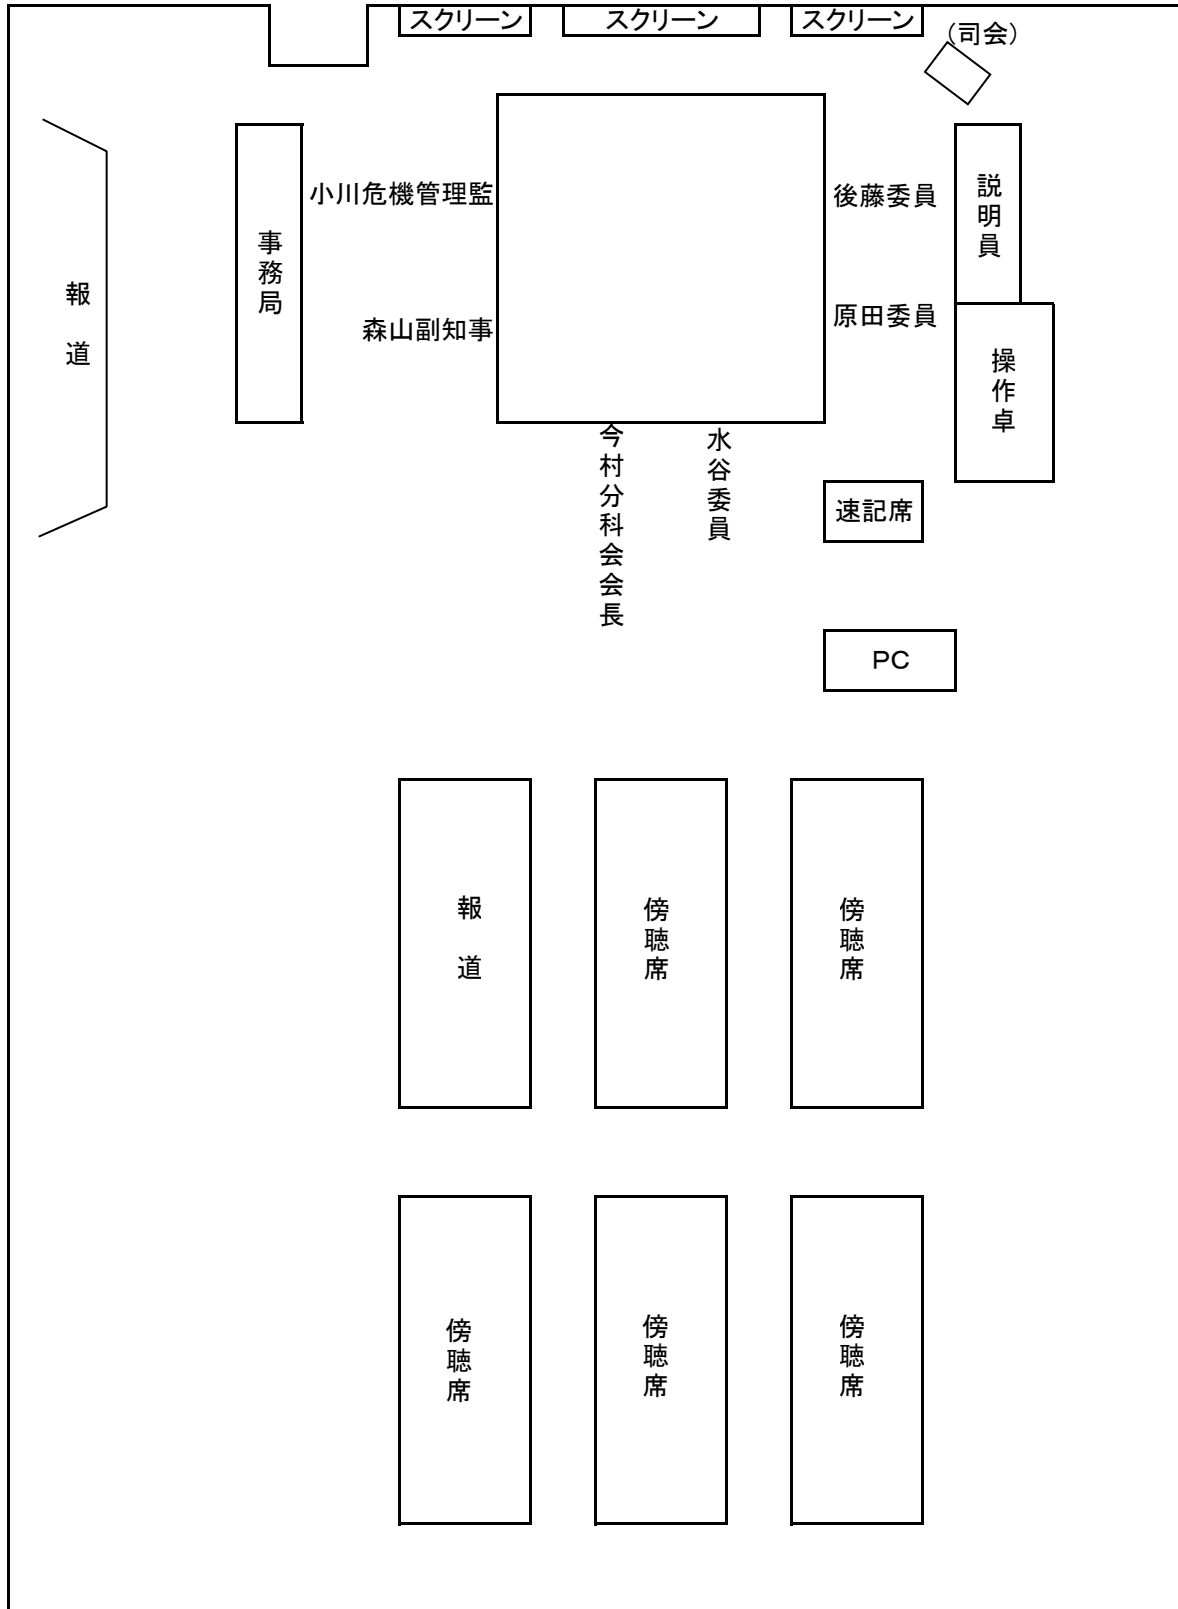 スクリーン
スクリーン
スクリーン
（司会）
小川危機管理監
森山副知事
後藤委員
原田委員
説明員
操作卓
事務局
報道
今村分科会会長
水谷委員
速記席
PC
報道
傍聴席
傍聴席
傍聴席
傍聴席
傍聴席